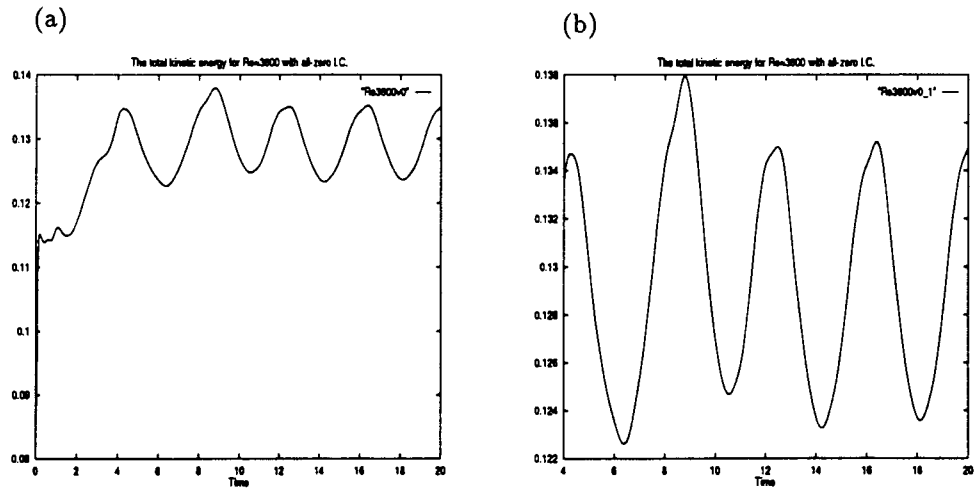 (a)
The total kinetic energy for Re=3600 with all-zero I.C.
"Re3600v0"
0.14
0.13
0.12
0.11
0.1
0.09
0.08
0 2 4 6 8 10 12 14 16 18 20
Time
(b)
The total kinetic energy for Re=3600 with all-zero I.C.
"Re3600v0_1"
0.138
0.136
0.134
0.132
0.13
0.128
0.126
0.124
0.122
4 6 8 10 12 14 16 18 20
Time